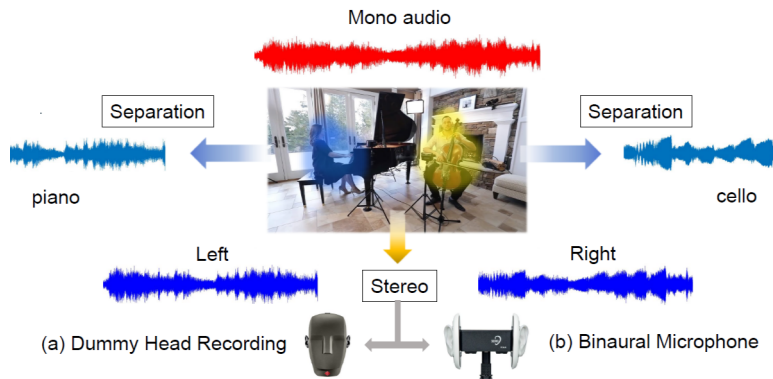 Mono audio
Separation
Separation
piano
cello
Left
Right
Stereo
(a) Dummy Head Recording
(b) Binaural Microphone